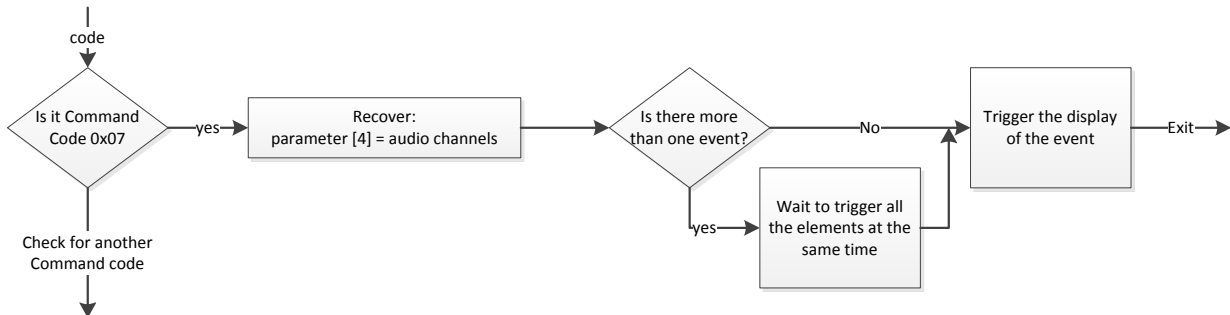 code
Is it Command
Code 0x07
yes
Recover:
parameter [4] = audio channels
Is there more
than one event?
No
Trigger the display
of the event
Exit
yes
Wait to trigger all
the elements at the
same time
Check for another
Command code